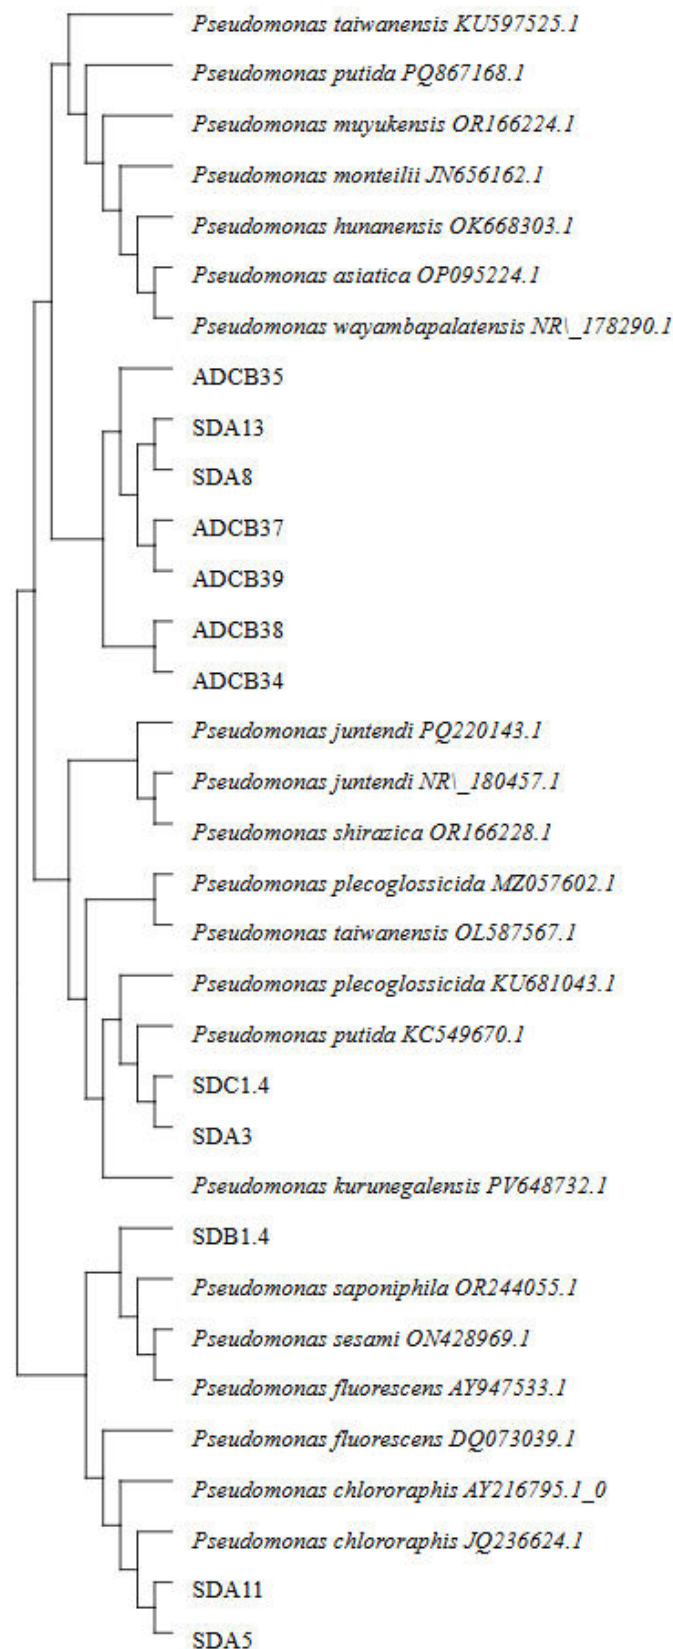 Pseudomonas taiwanensis KU597525.1
Pseudomonas putida PQ867168.1
Pseudomonas muyukensis OR166224.1
Pseudomonas monteilii JN656162.1
Pseudomonas hunanensis OK668303.1
Pseudomonas asiatica OP095224.1
Pseudomonas wayambapalatensis NR\_178290.1
ADCB35
SDA13
SDA8
ADCB37
ADCB39
ADCB38
ADCB34
Pseudomonas juntendi PQ220143.1
Pseudomonas juntendi NR\_180457.1
Pseudomonas shirazica OR166228.1
Pseudomonas plecoglossicida MZ057602.1
Pseudomonas taiwanensis OL587567.1
Pseudomonas plecoglossicida KU681043.1
Pseudomonas putida KC549670.1
SDC1.4
SDA3
Pseudomonas kurunegalensis PV648732.1
SDB1.4
Pseudomonas saponiphila OR244055.1
Pseudomonas sesami ON428969.1
Pseudomonas fluorescens AY947533.1
Pseudomonas fluorescens DQ073039.1
Pseudomonas chlororaphis AY216795.1_0
Pseudomonas chlororaphis JQ236624.1
SDA11
SDA5